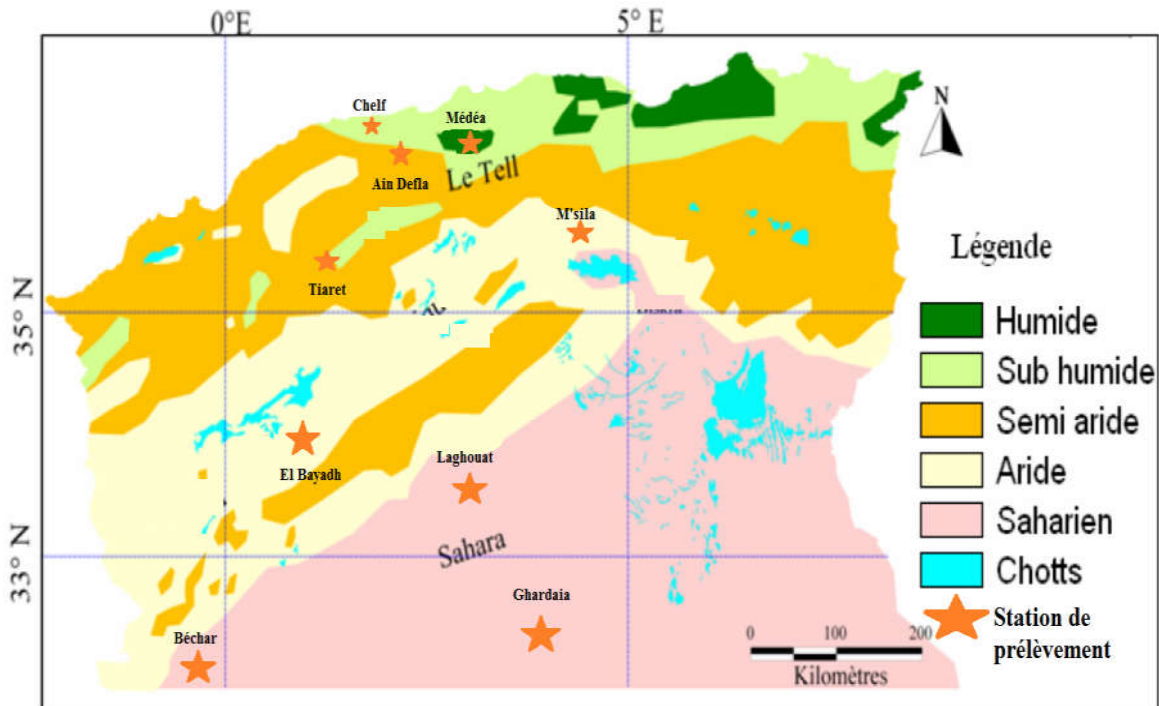 0°E
5° E
Chelf
Médéa
N
Ain Defla
Le Tell
M'sila
Tiaret
Légende
35° N
Humide
Sub humide
Semi aride
El Bayadh
Laghouat
Aride
Saharien
Sahara
Chotts
33° N
Ghardaia
Station de
prélèvement
Béchar
0 100 200
Kilomètres